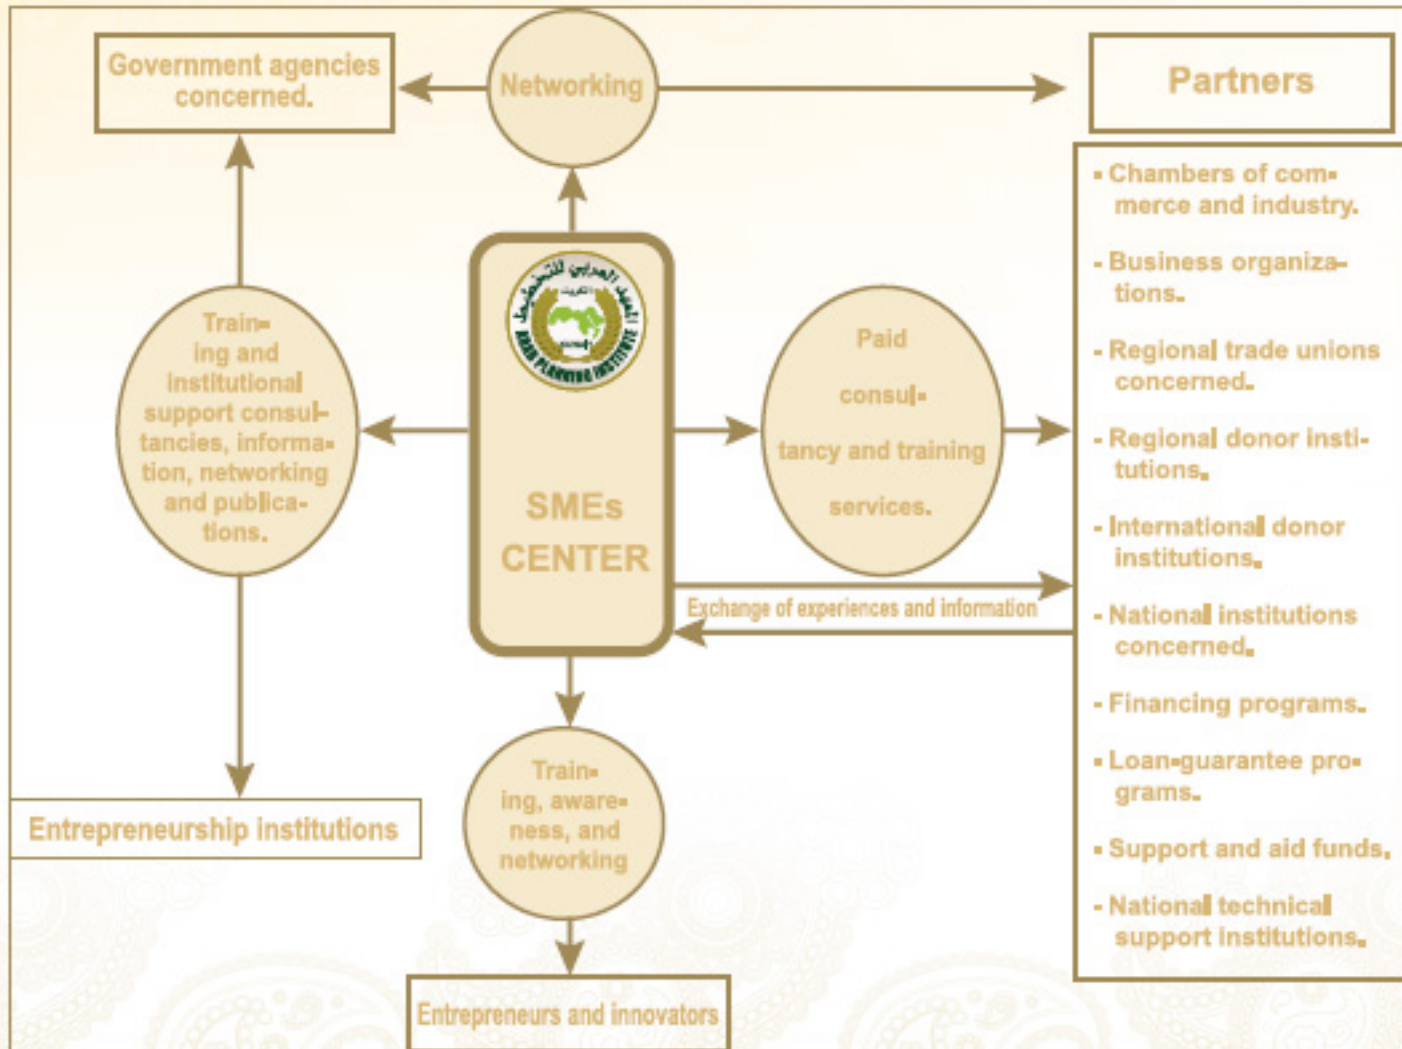 Government agencies
concerned.
Networking
Partners
- Chambers of com-
merce and industry.
- Business organiza-
tions.
- Regional trade unions
concerned.
- Regional donor insti-
tutions.
- International donor
institutions.
- National institutions
concerned.
- Financing programs.
- Loan-guarantee pro-
grams.
- Support and aid funds.
- National technical
support institutions.
المعهد العربي للتخطيط
الكويت
ARAB PLANNING INSTITUTE
SMEs
CENTER
Train-
ing and
institutional
support consul-
tancies, informa-
tion, networking
and publica-
tions.
Paid
consul-
tancy and training
services.
Exchange of experiences and information
Train-
ing, aware-
ness, and
networking
Entrepreneurship institutions
Entrepreneurs and innovators